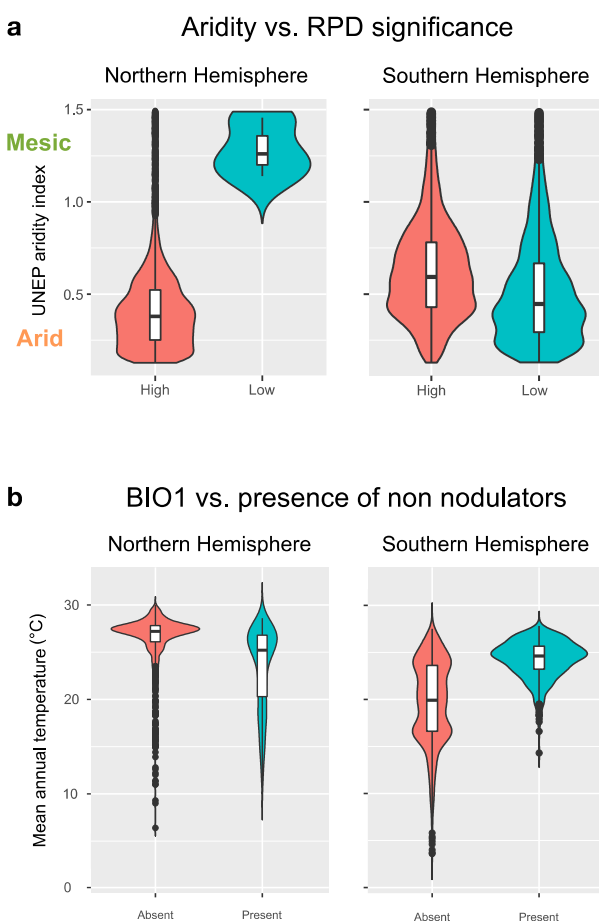 a
Aridity vs. RPD significance
Northern Hemisphere
Southern Hemisphere
UNEP aridity index
Mesic
Arid
1.5
1.0
0.5
High
Low
High
Low
b
BIO1 vs. presence of non nodulators
Northern Hemisphere
Southern Hemisphere
Mean annual temperature (°C)
30
20
10
0
Absent
Present
Absent
Present